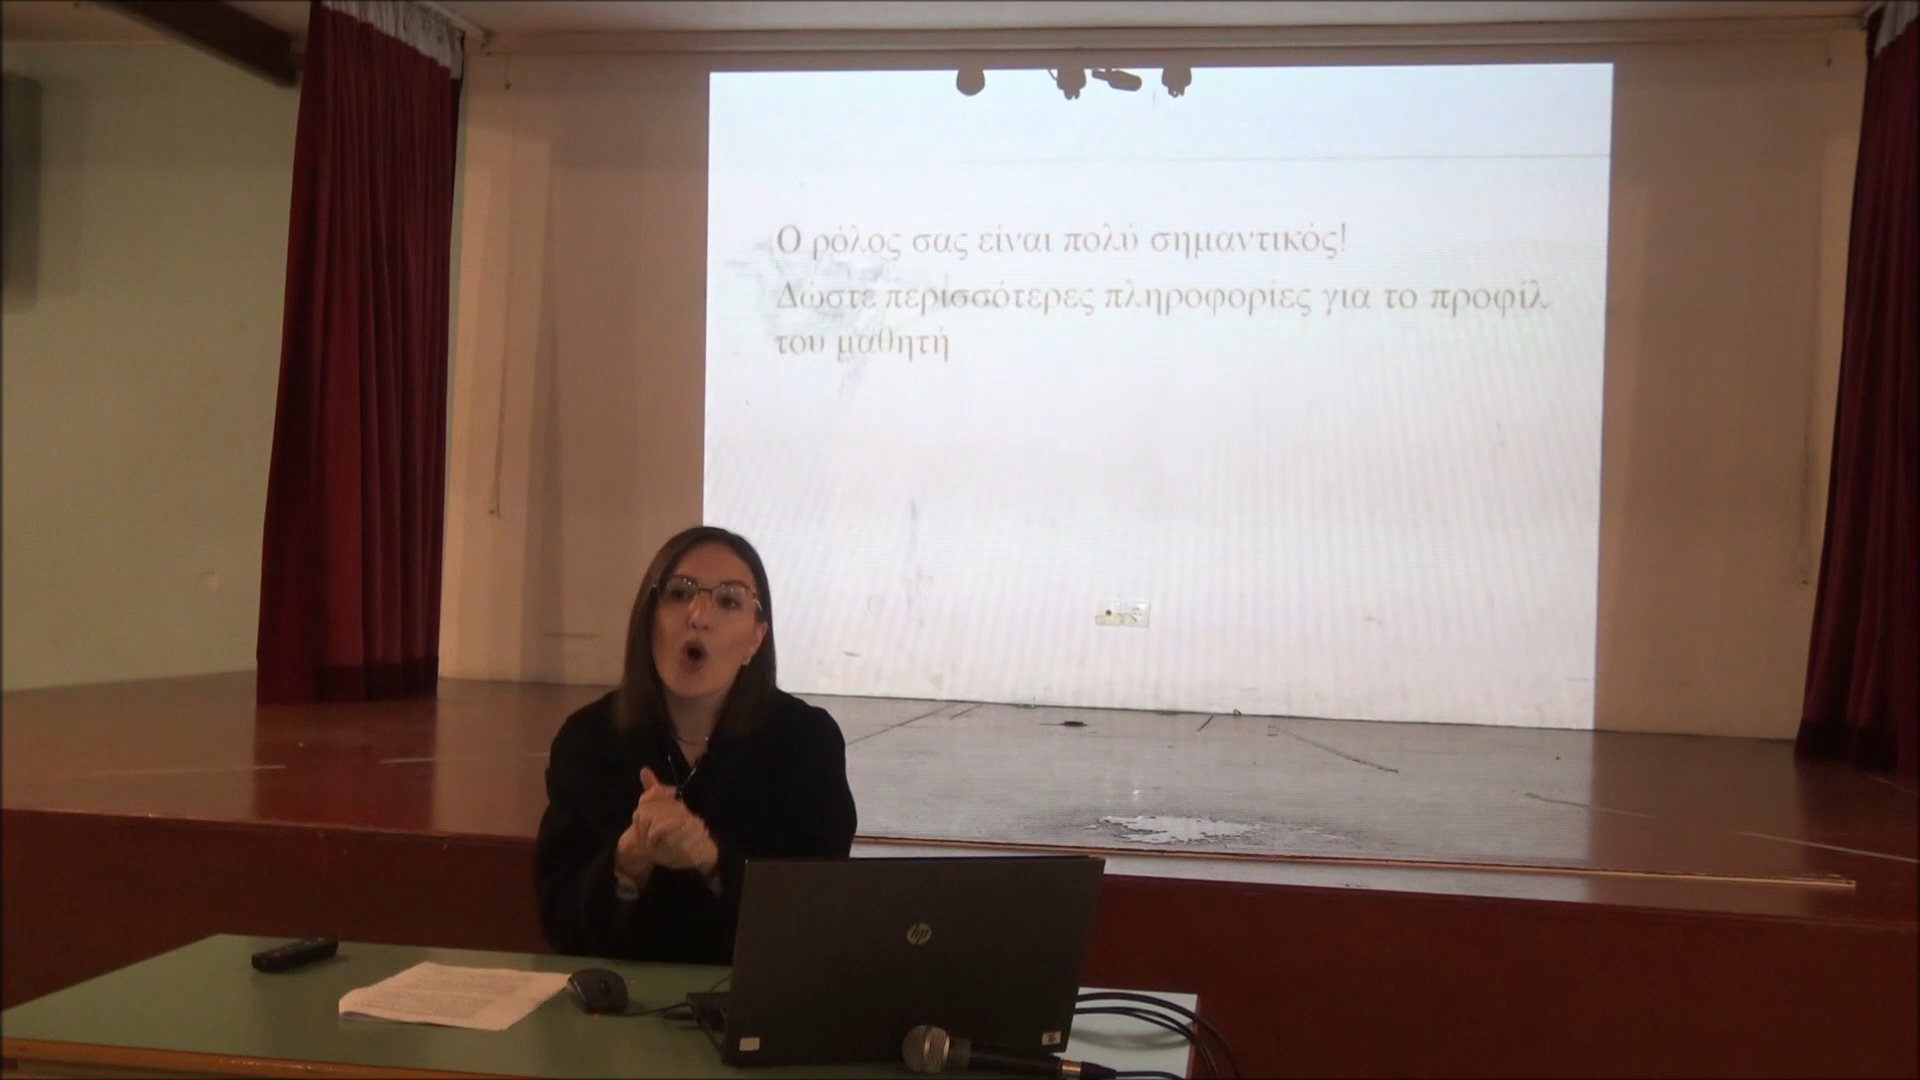 Ο ρόλος σας είναι πολύ σημαντικός!
Δώστε περισσότερες πληροφορίες για το προφίλ
του μαθητή
hp